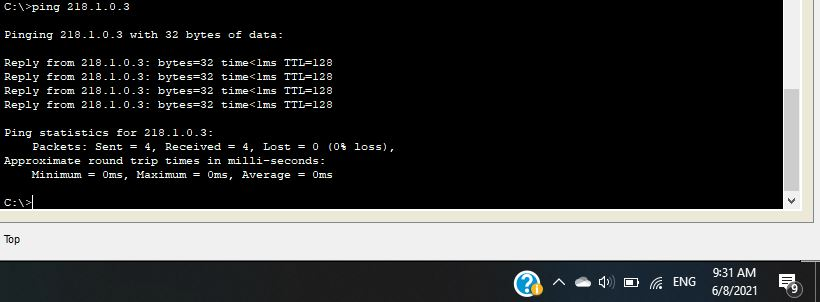 C:\>ping 218.1.0.3
Pinging 218.1.0.3 with 32 bytes of data:
Reply from 218.1.0.3: bytes=32 time<1ms TTL=128
Reply from 218.1.0.3: bytes=32 time<1ms TTL=128
Reply from 218.1.0.3: bytes=32 time<1ms TTL=128
Reply from 218.1.0.3: bytes=32 time<1ms TTL=128
Ping statistics for 218.1.0.3:
Packets: Sent = 4, Received = 4, Lost = 0 (0% loss),
Approximate round trip times in milli-seconds:
Minimum = 0ms, Maximum = 0ms, Average = 0ms
C:\>
Top
ENG
9:31 AM
6/8/2021
9